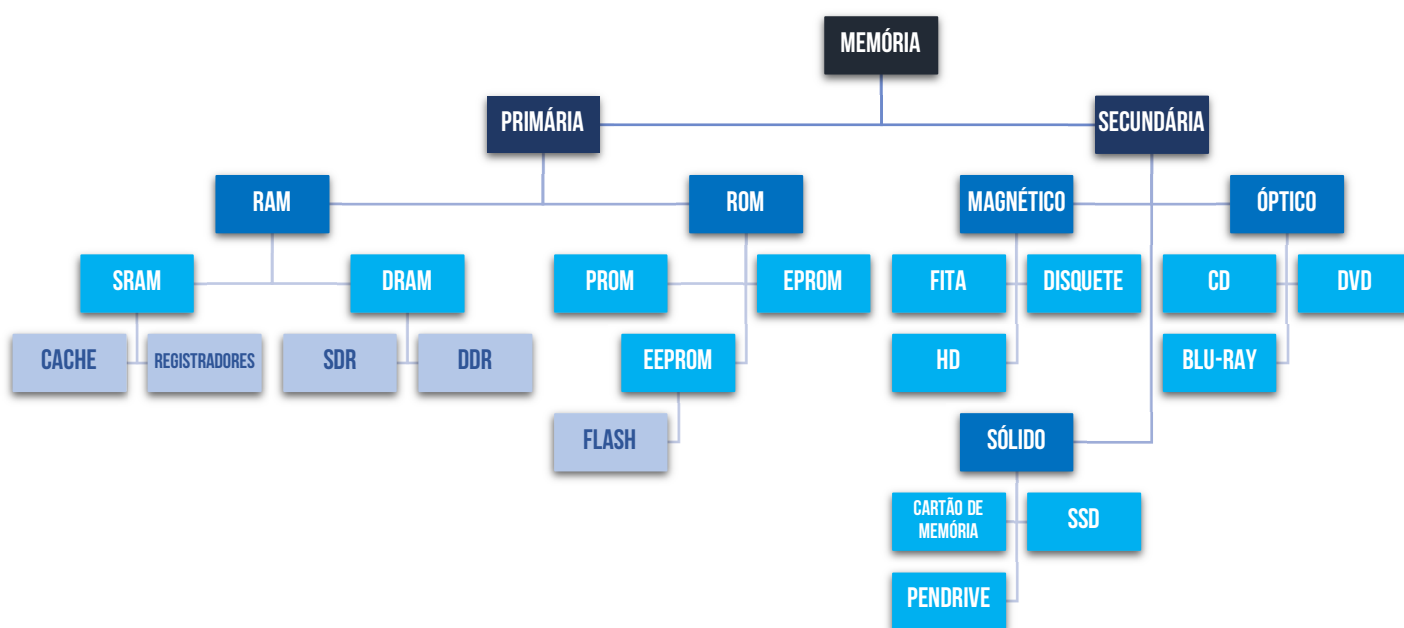 MEMÓRIA
PRIMÁRIA
SECUNDÁRIA
RAM
ROM
MAGNÉTICO
ÓPTICO
SRAM
DRAM
PROM
EPROM
FITA
DISQUETE
CD
DVD
CACHE
REGISTRADORES
SDR
DDR
EEPROM
HD
BLU-RAY
FLASH
SÓLIDO
CARTÃO DE
MEMÓRIA
SSD
PENDRIVE